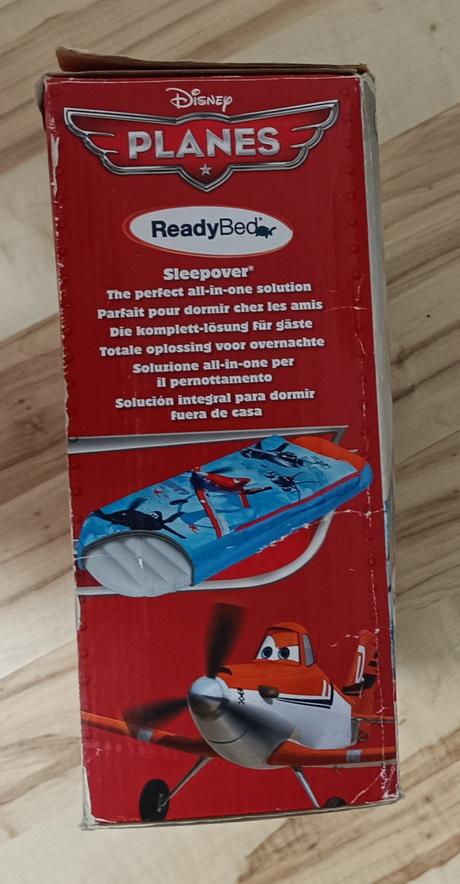 Disney
PLANES
ReadyBed®
Sleepover®
The perfect all-in-one solution
Parfait pour dormir chez les amis
Die komplett-lösung für gäste
Totale oplossing voor overnachte
Soluzione all-in-one per
il pernottamento
Solución integral para dormir
fuera de casa